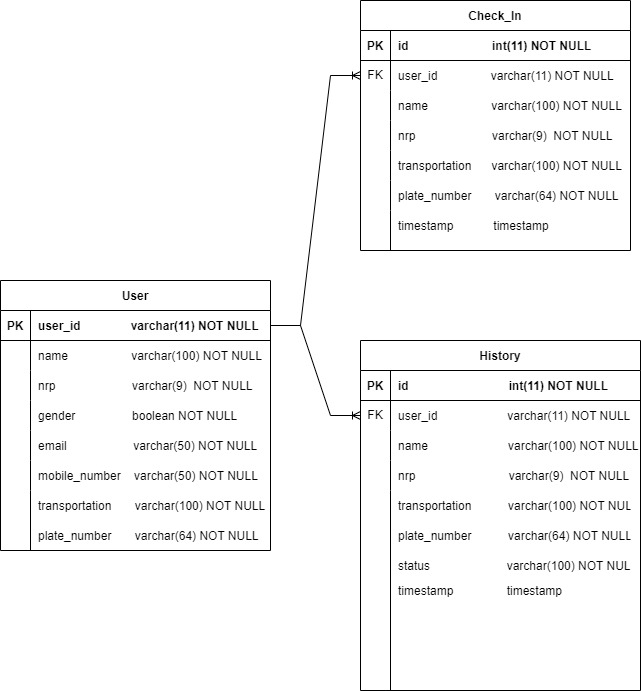 Check_In
PK id int(11) NOT NULL
FK user_id varchar(11) NOT NULL
name varchar(100) NOT NULL
nrp varchar(9) NOT NULL
transportation varchar(100) NOT NULL
plate_number varchar(64) NOT NULL
timestamp timestamp
User
PK user_id varchar(11) NOT NULL
name varchar(100) NOT NULL
nrp varchar(9) NOT NULL
gender boolean NOT NULL
email varchar(50) NOT NULL
mobile_number varchar(50) NOT NULL
transportation varchar(100) NOT NULL
plate_number varchar(64) NOT NULL
History
PK id int(11) NOT NULL
FK user_id varchar(11) NOT NULL
name varchar(100) NOT NULL
nrp varchar(9) NOT NULL
transportation varchar(100) NOT NUL
plate_number varchar(64) NOT NULL
status varchar(100) NOT NUL
timestamp timestamp